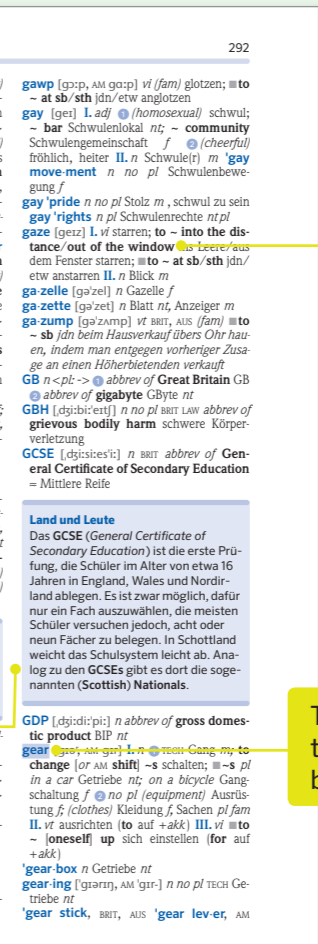 292
gawp [gɔ:p, AM gɑ:p] vi (fam) glotzen; ■to
~ at sb/sth jdn/etw anglotzen
gay [geɪ] I. adj ❶ (homosexual) schwul;
~ bar Schwulenlokal nt; ~ community
Schwulengemeinschaft f ❷ (cheerful)
fröhlich, heiter II. n Schwule(r) m 'gay
move·ment n no pl Schwulenbewe-
gung f
gay 'pride n no pl Stolz m , schwul zu sein
gay 'rights n pl Schwulenrechte ntpl
gaze [geɪz] I. vi starren; to ~ into the dis-
tance/out of the window ins Leere/aus
dem Fenster starren; ■to ~ at sb/sth jdn/
etw anstarren II. n Blick m
ga·zelle [gəˈzel] n Gazelle f
ga·zette [gəˈzet] n Blatt nt, Anzeiger m
ga·zump [gəˈzʌmp] vt BRIT, AUS (fam) ■to
~ sb jdn beim Hausverkauf übers Ohr hau-
en, indem man entgegen vorheriger Zusa-
ge an einen Höherbietenden verkauft
GB n <pl: -> ❶ abbrev of Great Britain GB
❷ abbrev of gigabyte GByte nt
GBH [ˌdʒi:bi:ˈeɪtʃ] n no pl BRIT LAW abbrev of
grievous bodily harm schwere Körper-
verletzung
GCSE [ˌdʒi:si:esˈi:] n BRIT abbrev of Gen-
eral Certificate of Secondary Education
= Mittlere Reife
Land und Leute
Das GCSE (General Certificate of
Secondary Education) ist die erste Prü-
fung, die Schüler im Alter von etwa 16
Jahren in England, Wales und Nordir-
land ablegen. Es ist zwar möglich, dafür
nur ein Fach auszuwählen, die meisten
Schüler versuchen jedoch, acht oder
neun Fächer zu belegen. In Schottland
weicht das Schulsystem leicht ab. Ana-
log zu den GCSEs gibt es dort die soge-
nannten (Scottish) Nationals.
GDP [ˌdʒi:di:ˈpi:] n abbrev of gross domes-
tic product BIP nt
gear [gɪəʳ, AM gɪr] I. n ❶ TECH Gang m; to
change [or AM shift] ~s schalten; ■~s pl
in a car Getriebe nt; on a bicycle Gang-
schaltung f ❷ no pl (equipment) Ausrüs-
tung f; (clothes) Kleidung f, Sachen pl fam
II. vt ausrichten (to auf +akk) III. vi ■to
~ [oneself] up sich einstellen (for auf
+akk)
'gear·box n Getriebe nt
gear·ing [ˈgɪərɪŋ, AM ˈgɪr-] n no pl TECH Ge-
triebe nt
'gear stick, BRIT, AUS 'gear lev·er, AM